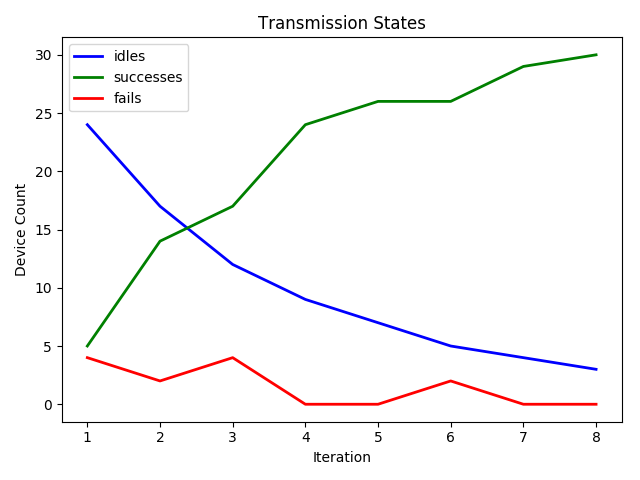 Transmission States
idles
successes
fails
Device Count
30
25
20
15
10
5
0
1 2 3 4 5 6 7 8
Iteration